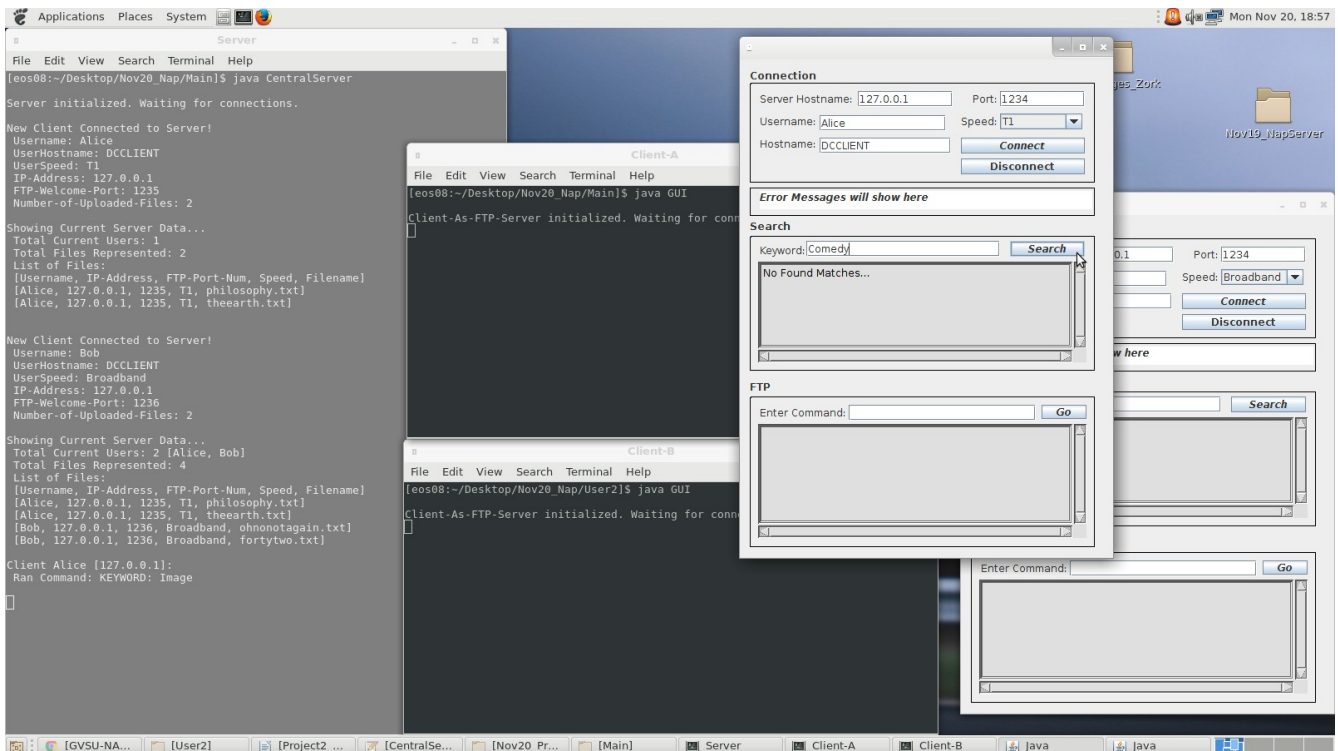 Applications Places System
Mon Nov 20, 18:57
Server
File Edit View Search Terminal Help
[eos08:~/Desktop/Nov20_Nap/Main]$ java CentralServer
Server initialized. Waiting for connections.
New Client Connected to Server!
Username: Alice
UserHostname: DCCLIENT
UserSpeed: T1
IP-Address: 127.0.0.1
FTP-Welcome-Port: 1235
Number-of-Uploaded-Files: 2
Showing Current Server Data...
Total Current Users: 1
Total Files Represented: 2
List of Files:
[Username, IP-Address, FTP-Port-Num, Speed, Filename]
[Alice, 127.0.0.1, 1235, T1, philosophy.txt]
[Alice, 127.0.0.1, 1235, T1, theearth.txt]
New Client Connected to Server!
Username: Bob
UserHostname: DCCLIENT
UserSpeed: Broadband
IP-Address: 127.0.0.1
FTP-Welcome-Port: 1236
Number-of-Uploaded-Files: 2
Showing Current Server Data...
Total Current Users: 2 [Alice, Bob]
Total Files Represented: 4
List of Files:
[Username, IP-Address, FTP-Port-Num, Speed, Filename]
[Alice, 127.0.0.1, 1235, T1, philosophy.txt]
[Alice, 127.0.0.1, 1235, T1, theearth.txt]
[Bob, 127.0.0.1, 1236, Broadband, ohnonotagain.txt]
[Bob, 127.0.0.1, 1236, Broadband, fortytwo.txt]
Client Alice [127.0.0.1]:
Ran Command: KEYWORD: Image
Client-A
File Edit View Search Terminal Help
[eos08:~/Desktop/Nov20_Nap/Main]$ java GUI
Client-As-FTP-Server initialized. Waiting for conn
Client-B
File Edit View Search Terminal Help
[eos08:~/Desktop/Nov20_Nap/User2]$ java GUI
Client-As-FTP-Server initialized. Waiting for conn
Connection
Server Hostname: 127.0.0.1 Port: 1234
Username: Alice Speed: T1
Hostname: DCCLIENT Connect
Disconnect
Error Messages will show here
Search
Keyword: Comedy Search
No Found Matches...
FTP
Enter Command: Go
ges_Zork
Nov19_NapServer
0.1 Port: 1234
Speed: Broadband
Connect
Disconnect
w here
Search
Enter Command: Go
[GVSU-NA... [User2] [Project2 ... [CentralSe... [Nov20 Pr... [Main] Server Client-A Client-B Java Java